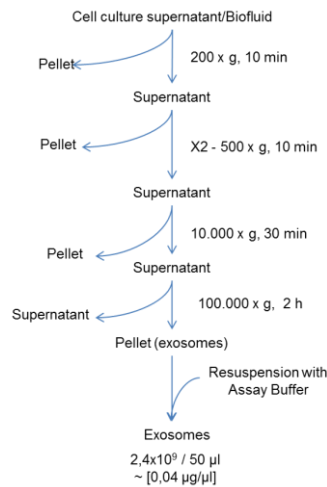 Cell culture supernatant/Biofluid
200 x g, 10 min
Pellet
Supernatant
Pellet
X2 - 500 x g, 10 min
Supernatant
10.000 x g, 30 min
Pellet
Supernatant
100.000 x g, 2 h
Supernatant
Pellet (exosomes)
Resuspension with
Assay Buffer
Exosomes
2,4x10⁹ / 50 µl
~ [0,04 µg/µl]